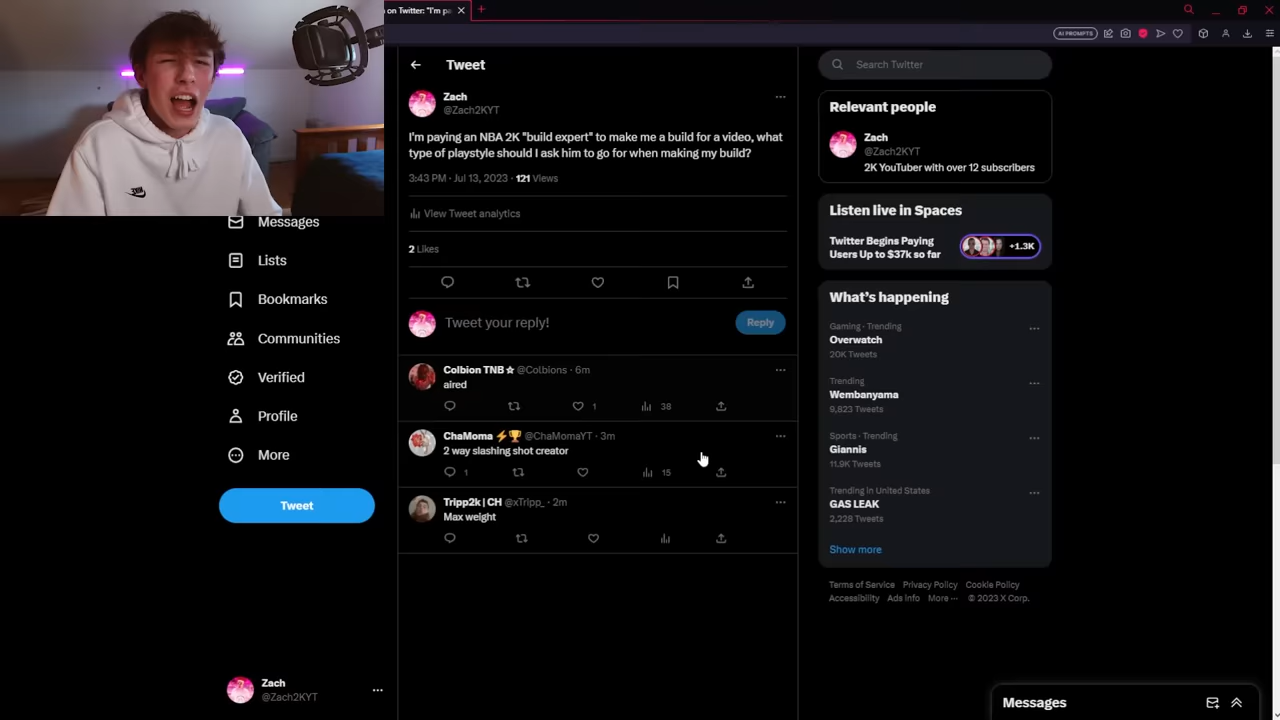 on Twitter: "I'm pa
AI PROMPTS
Tweet
Search Twitter
Zach
@Zach2KYT
I'm paying an NBA 2K "build expert" to make me a build for a video, what
type of playstyle should I ask him to go for when making my build?
3:43 PM · Jul 13, 2023 · 121 Views
View Tweet analytics
2 Likes
Tweet your reply!
Reply
Colbion TNB @Colbions · 6m
aired
1
38
ChaMoma ⚡🏆 @ChaMomaYT · 3m
2 way slashing shot creator
1
15
Tripp2k | CH @xTripp_ · 2m
Max weight
Messages
Lists
Bookmarks
Communities
Verified
Profile
More
Tweet
Zach
@Zach2KYT
Relevant people
Zach
@Zach2KYT
2K YouTuber with over 12 subscribers
Listen live in Spaces
Twitter Begins Paying
Users Up to $37k so far
+1.3K
What's happening
Gaming · Trending
Overwatch
20K Tweets
Trending
Wembanyama
9,823 Tweets
Sports · Trending
Giannis
11.9K Tweets
Trending in United States
GAS LEAK
2,228 Tweets
Show more
Terms of Service Privacy Policy Cookie Policy
Accessibility Ads info More ··· © 2023 X Corp.
Messages